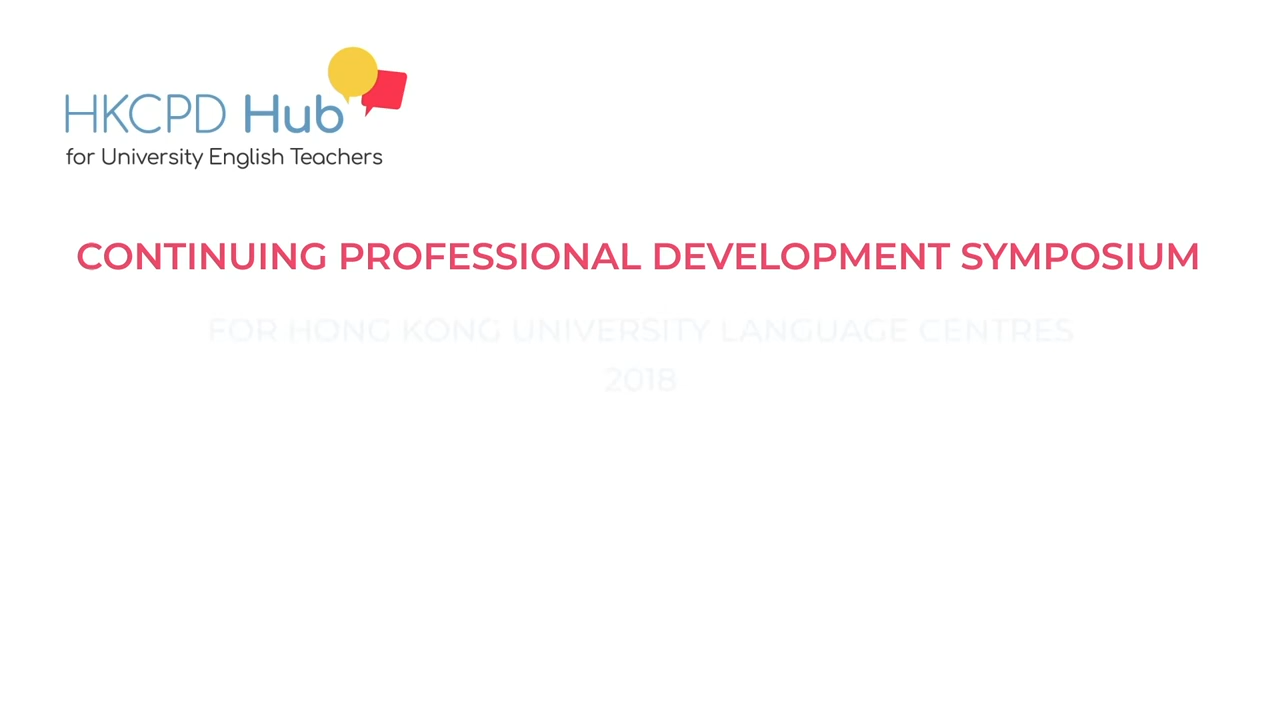 HKCPD Hub
for University English Teachers
CONTINUING PROFESSIONAL DEVELOPMENT SYMPOSIUM
FOR HONG KONG UNIVERSITY LANGUAGE CENTRES
2018